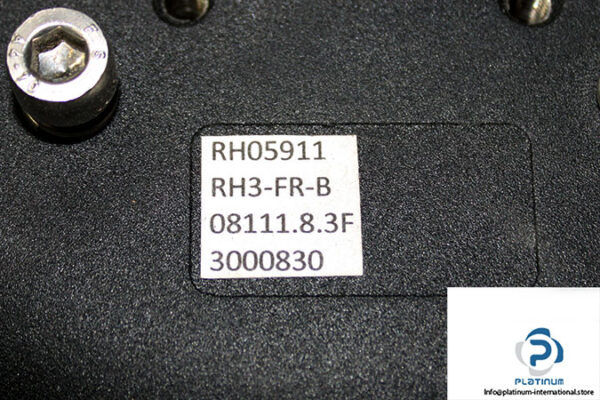 RH05911
RH3-FR-B
08111.8.3F
3000830
PLATINUM
Info@platinum-international.store